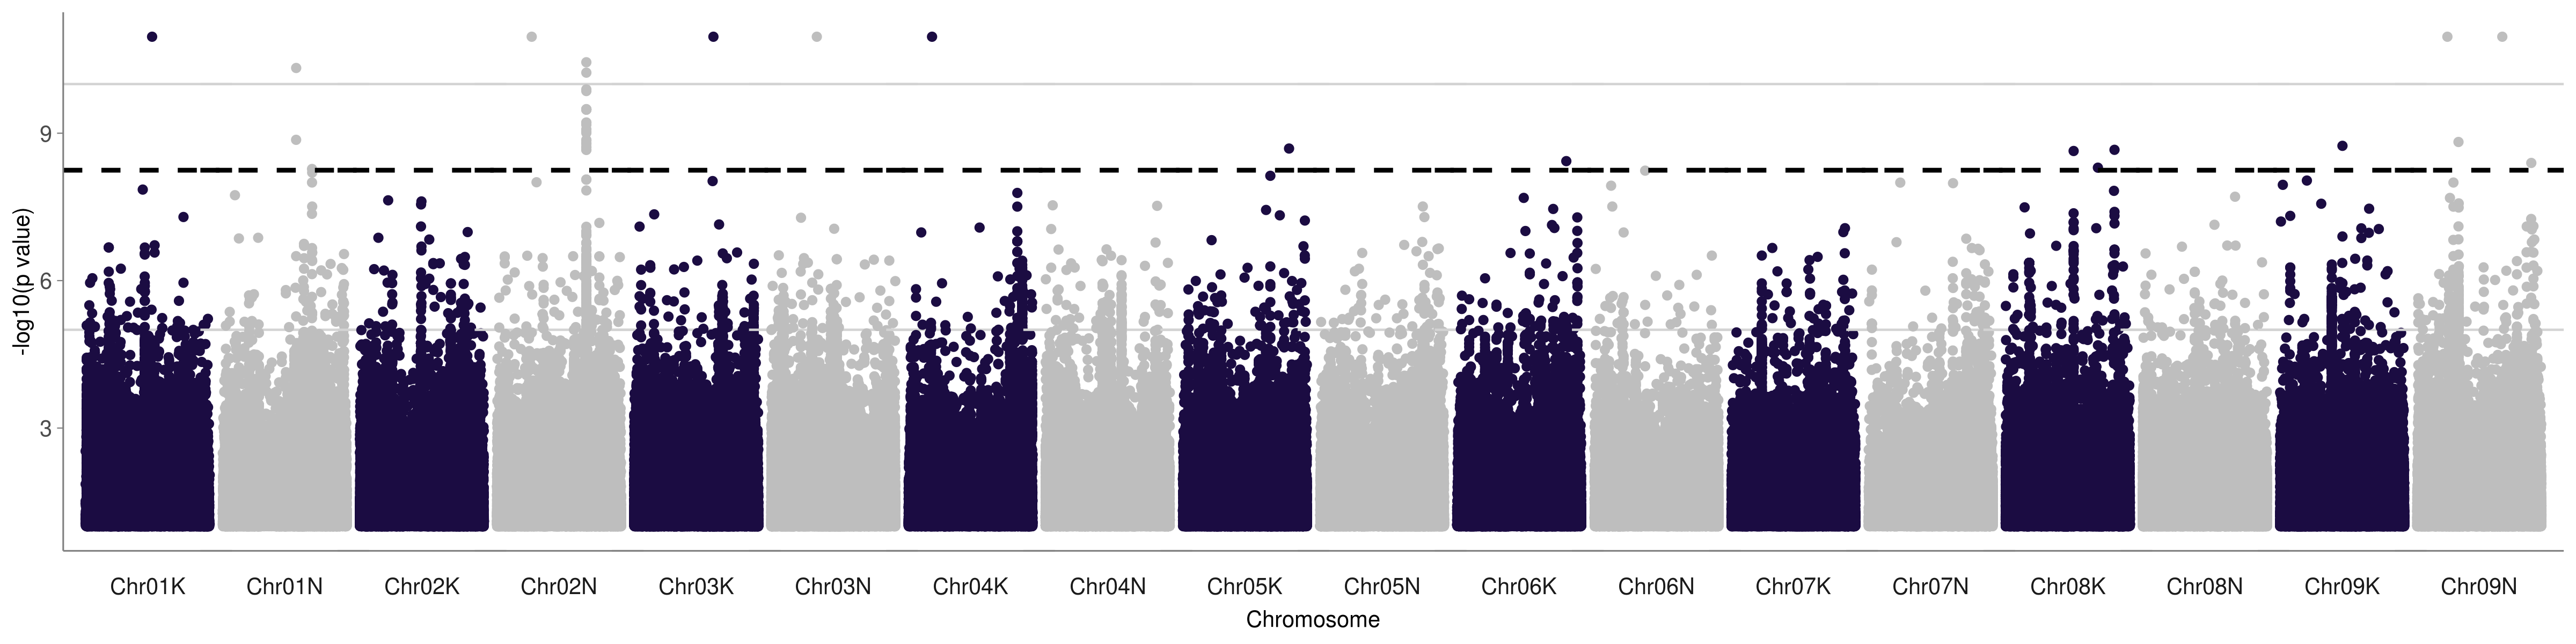 -log10(p value)
9
6
3
Chr01K Chr01N Chr02K Chr02N Chr03K Chr03N Chr04K Chr04N Chr05K Chr05N Chr06K Chr06N Chr07K Chr07N Chr08K Chr08N Chr09K Chr09N
Chromosome